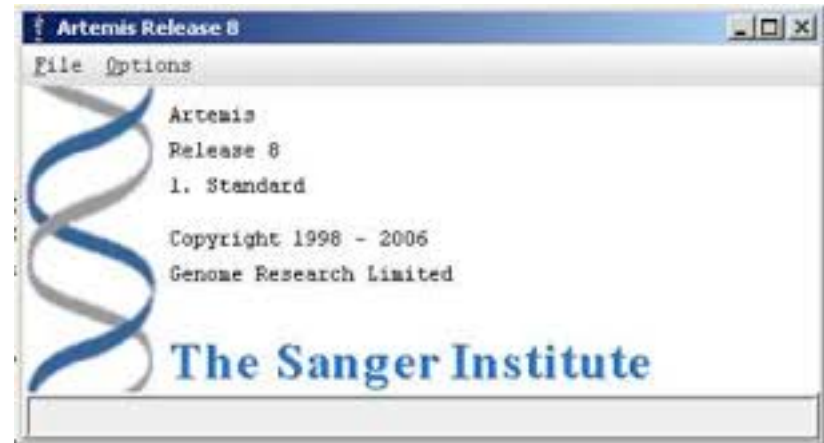 Artemis Release 8
File Options
Artemis
Release 8
1. Standard
Copyright 1998 - 2006
Genome Research Limited
The Sanger Institute